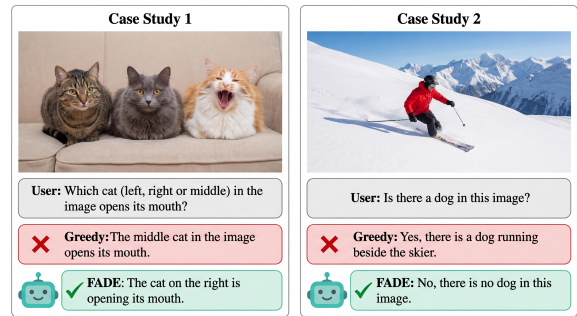 Case Study 1
User: Which cat (left, right or middle) in the
image opens its mouth?
Greedy:The middle cat in the image
opens its mouth.
FADE: The cat on the right is
opening its mouth.
Case Study 2
User: Is there a dog in this image?
Greedy: Yes, there is a dog running
beside the skier.
FADE: No, there is no dog in this
image.